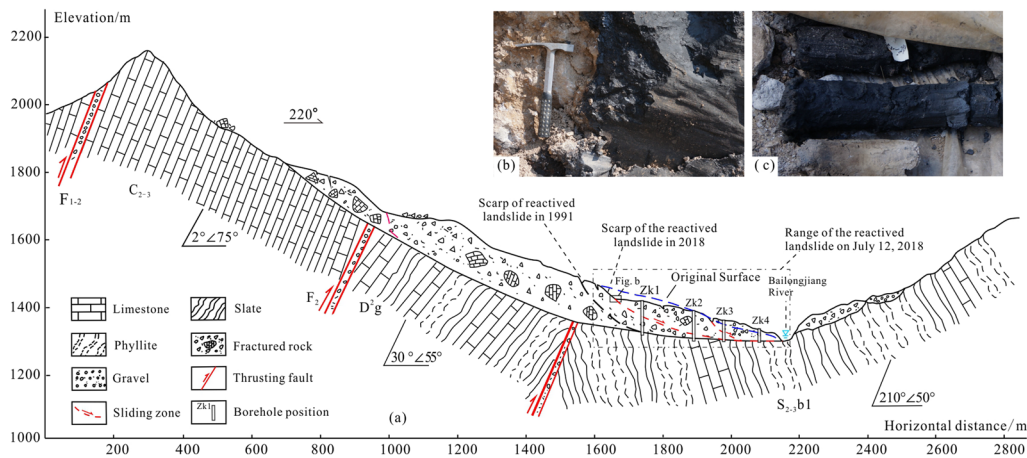 Elevation/m
2200
2000
1800
1600
1400
1200
1000
200
400
600
800
1000
1200
1400
1600
1800
2000
2200
2400
2600
2800
Horizontal distance/m
220°
F1-2
C2-3
2°∠75°
F2
D2g
30°∠55°
S2-3b1
210°∠50°
(a)
(b)
(c)
Scarp of reactived
landslide in 1991
Scarp of the reactived
landslide in 2018
Range of the reactived
landslide on July 12, 2018
Original Surface
Bailongjiang
River
Fig. b
Zk1
Zk2
Zk3
Zk4
Limestone
Slate
Phyllite
Fractured rock
Gravel
Thrusting fault
Sliding zone
Zk1
Borehole position